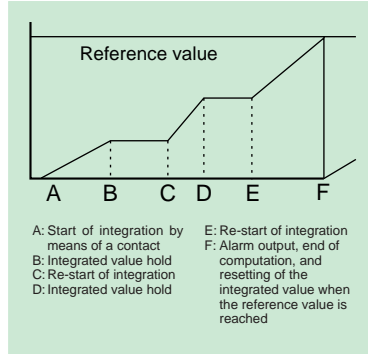 Reference value
A B C D E F
A: Start of integration by
means of a contact
B: Integrated value hold
C: Re-start of integration
D: Integrated value hold
E: Re-start of integration
F: Alarm output, end of
computation, and
resetting of the
integrated value when
the reference value is
reached